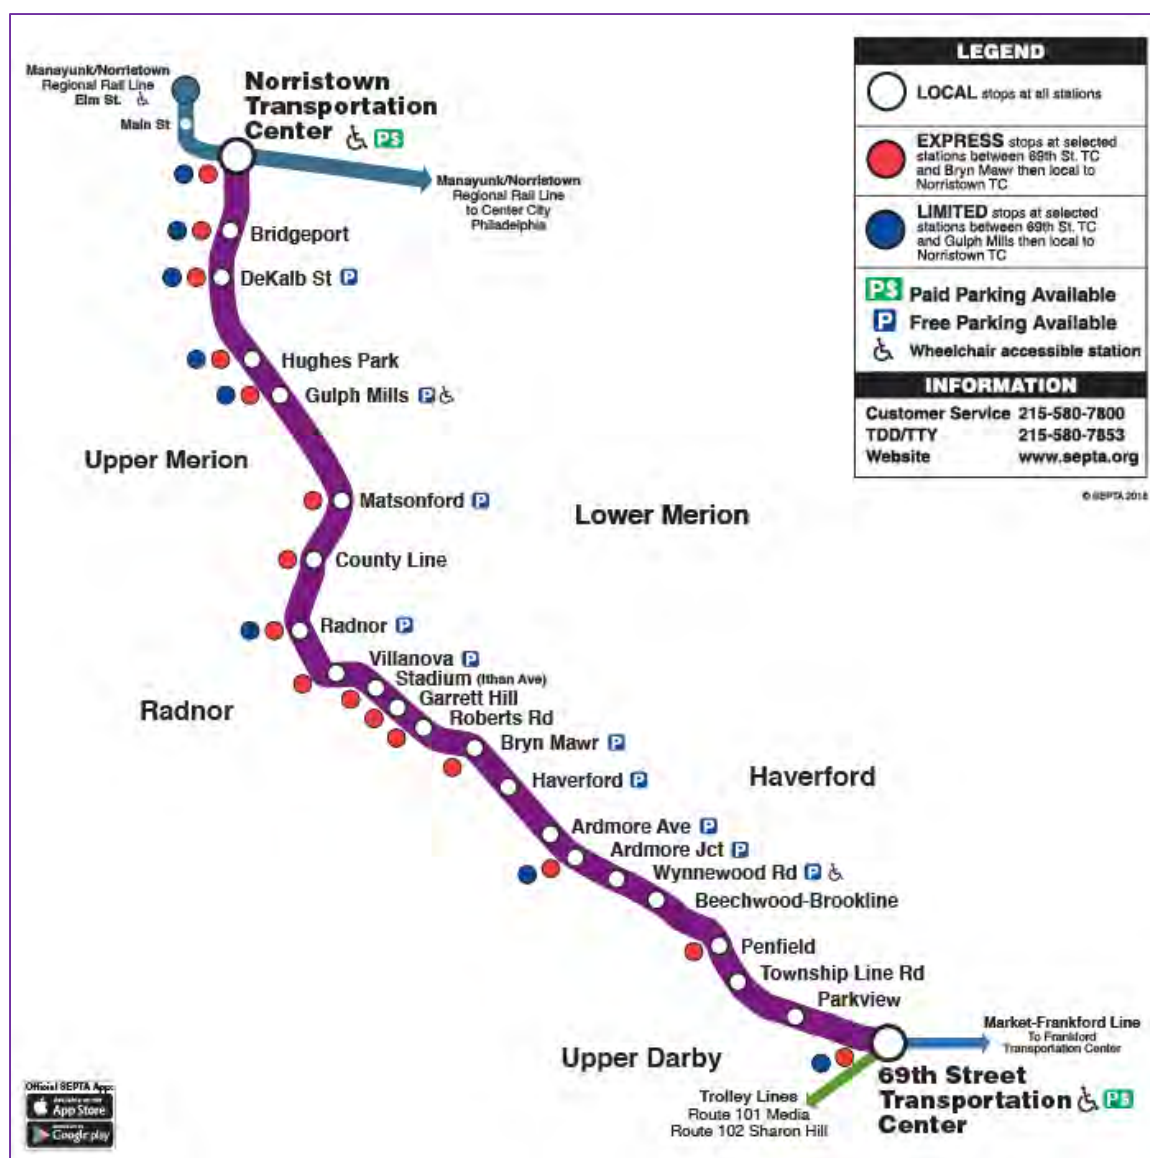 Manayunk/Norristown
Regional Rail Line
Elm St.
Main St
Norristown
Transportation
Center P$
Manayunk/Norristown
Regional Rail Line
to Center City
Philadelphia
Bridgeport
DeKalb St P
Hughes Park
Gulph Mills P
Upper Merion
Matsonford P
Lower Merion
County Line
Radnor P
Villanova P
Stadium (Ithan Ave)
Garrett Hill
Radnor
Roberts Rd
Bryn Mawr P
Haverford P
Haverford
Ardmore Ave P
Ardmore Jct P
Wynnewood Rd P
Beechwood-Brookline
Penfield
Township Line Rd
Parkview
Market-Frankford Line
To Frankford
Transportation Center
Upper Darby
69th Street
Transportation P$
Center
Trolley Lines
Route 101 Media
Route 102 Sharon Hill
LEGEND
LOCAL stops at all stations
EXPRESS stops at selected
stations between 69th St. TC
and Bryn Mawr then local to
Norristown TC
LIMITED stops at selected
stations between 69th St. TC
and Gulph Mills then local to
Norristown TC
P$ Paid Parking Available
P Free Parking Available
Wheelchair accessible station
INFORMATION
Customer Service 215-580-7800
TDD/TTY 215-580-7853
Website www.septa.org
Official SEPTA App:
App Store
Google play